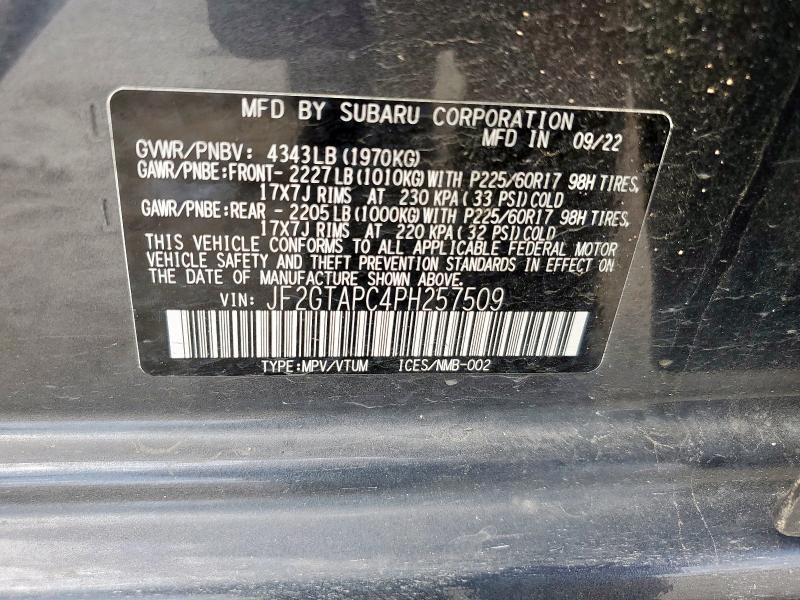 MFD BY SUBARU CORPORATION
MFD IN 09/22
GVWR/PNBV: 4343LB(1970KG)
GAWR/PNBE:FRONT- 2227LB(1010KG)WITH P225/60R17 98H TIRES,
17X7J RIMS AT 230 KPA( 33 PSI)COLD
GAWR/PNBE:REAR - 2205LB(1000KG)WITH P225/60R17 98H TIRES,
17X7J RIMS AT 220 KPA( 32 PSI)COLD
THIS VEHICLE CONFORMS TO ALL APPLICABLE FEDERAL MOTOR
VEHICLE SAFETY AND THEFT PREVENTION STANDARDS IN EFFECT ON
THE DATE OF MANUFACTURE SHOWN ABOVE.
VIN: JF2GTAPC4PH257509
TYPE:MPV/VTUM ICES/NMB-002